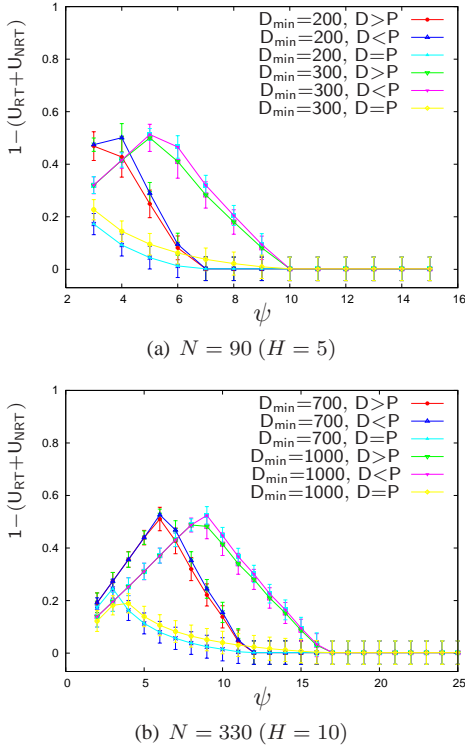 1−(U_RT+U_NRT)
D_min=200, D>P
D_min=200, D<P
D_min=200, D=P
D_min=300, D>P
D_min=300, D<P
D_min=300, D=P
1
0.8
0.6
0.4
0.2
0
2 4 6 8 10 12 14 16
ψ
(a) N = 90 (H = 5)
1−(U_RT+U_NRT)
D_min=700, D>P
D_min=700, D<P
D_min=700, D=P
D_min=1000, D>P
D_min=1000, D<P
D_min=1000, D=P
1
0.8
0.6
0.4
0.2
0
0 5 10 15 20 25
ψ
(b) N = 330 (H = 10)